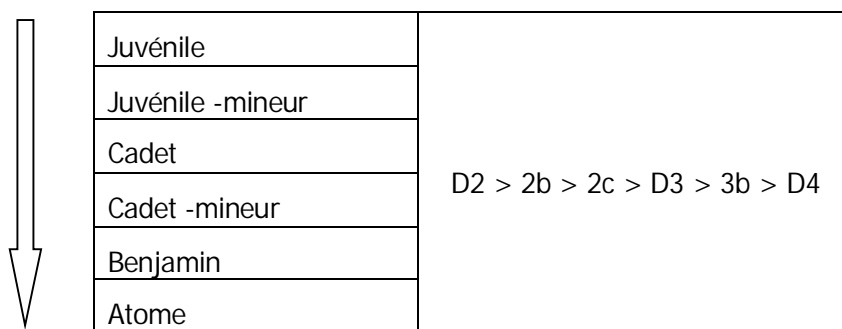 Juvénile
Juvénile -mineur
Cadet
Cadet -mineur
Benjamin
Atome
D2 > 2b > 2c > D3 > 3b > D4